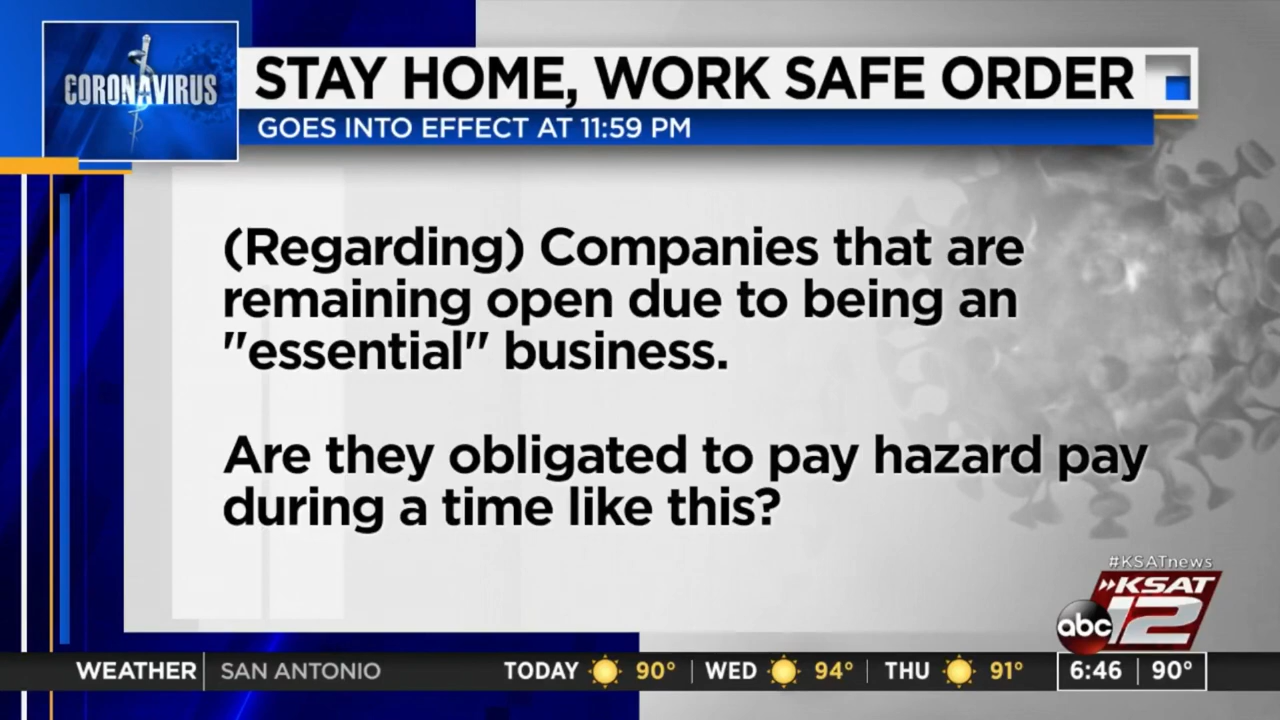 CORONAVIRUS
STAY HOME, WORK SAFE ORDER
GOES INTO EFFECT AT 11:59 PM
(Regarding) Companies that are
remaining open due to being an
"essential" business.
Are they obligated to pay hazard pay
during a time like this?
#KSATnews
KSAT
abc 12
WEATHER SAN ANTONIO TODAY 90° WED 94° THU 91° 6:46 90°